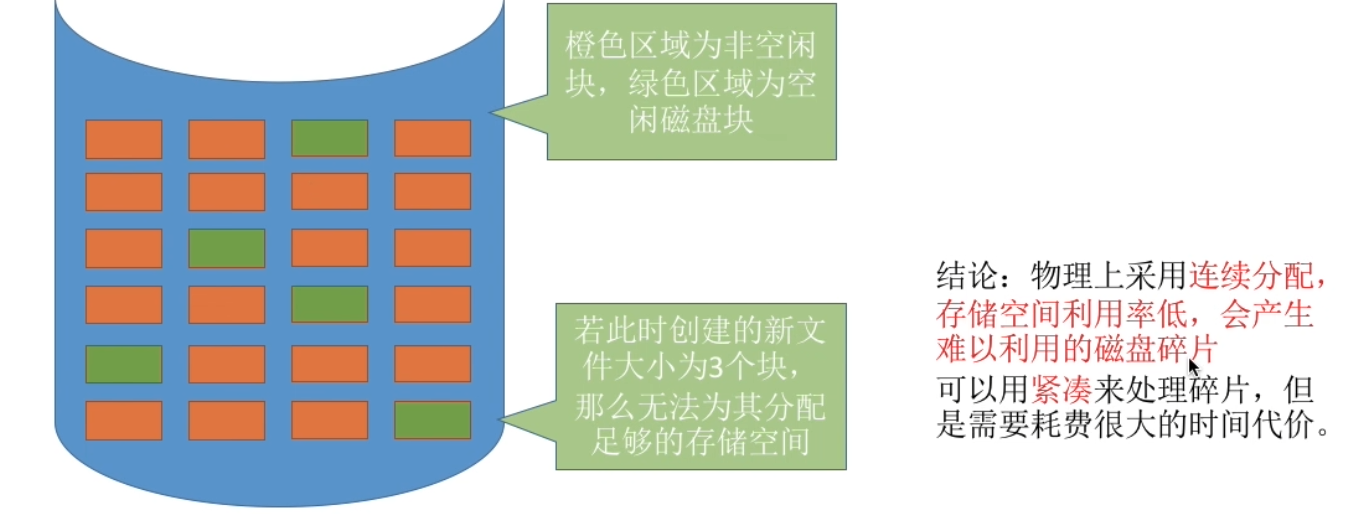 橙色区域为非空闲
块，绿色区域为空
闲磁盘块
若此时创建的新文
件大小为3个块，
那么无法为其分配
足够的存储空间
结论：物理上采用连续分配，
存储空间利用率低，会产生
难以利用的磁盘碎片
可以用紧凑来处理碎片，但
是需要耗费很大的时间代价。